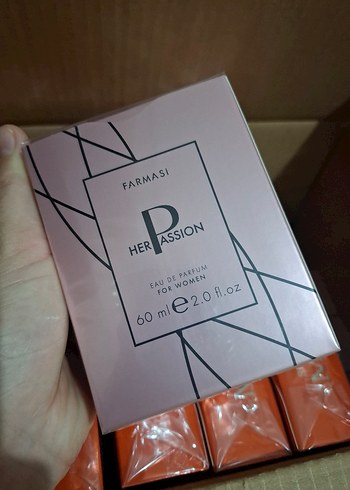 FARMASI
HER PASSION
EAU DE PARFUM
FOR WOMEN
60 ml e 2.0 fl.oz